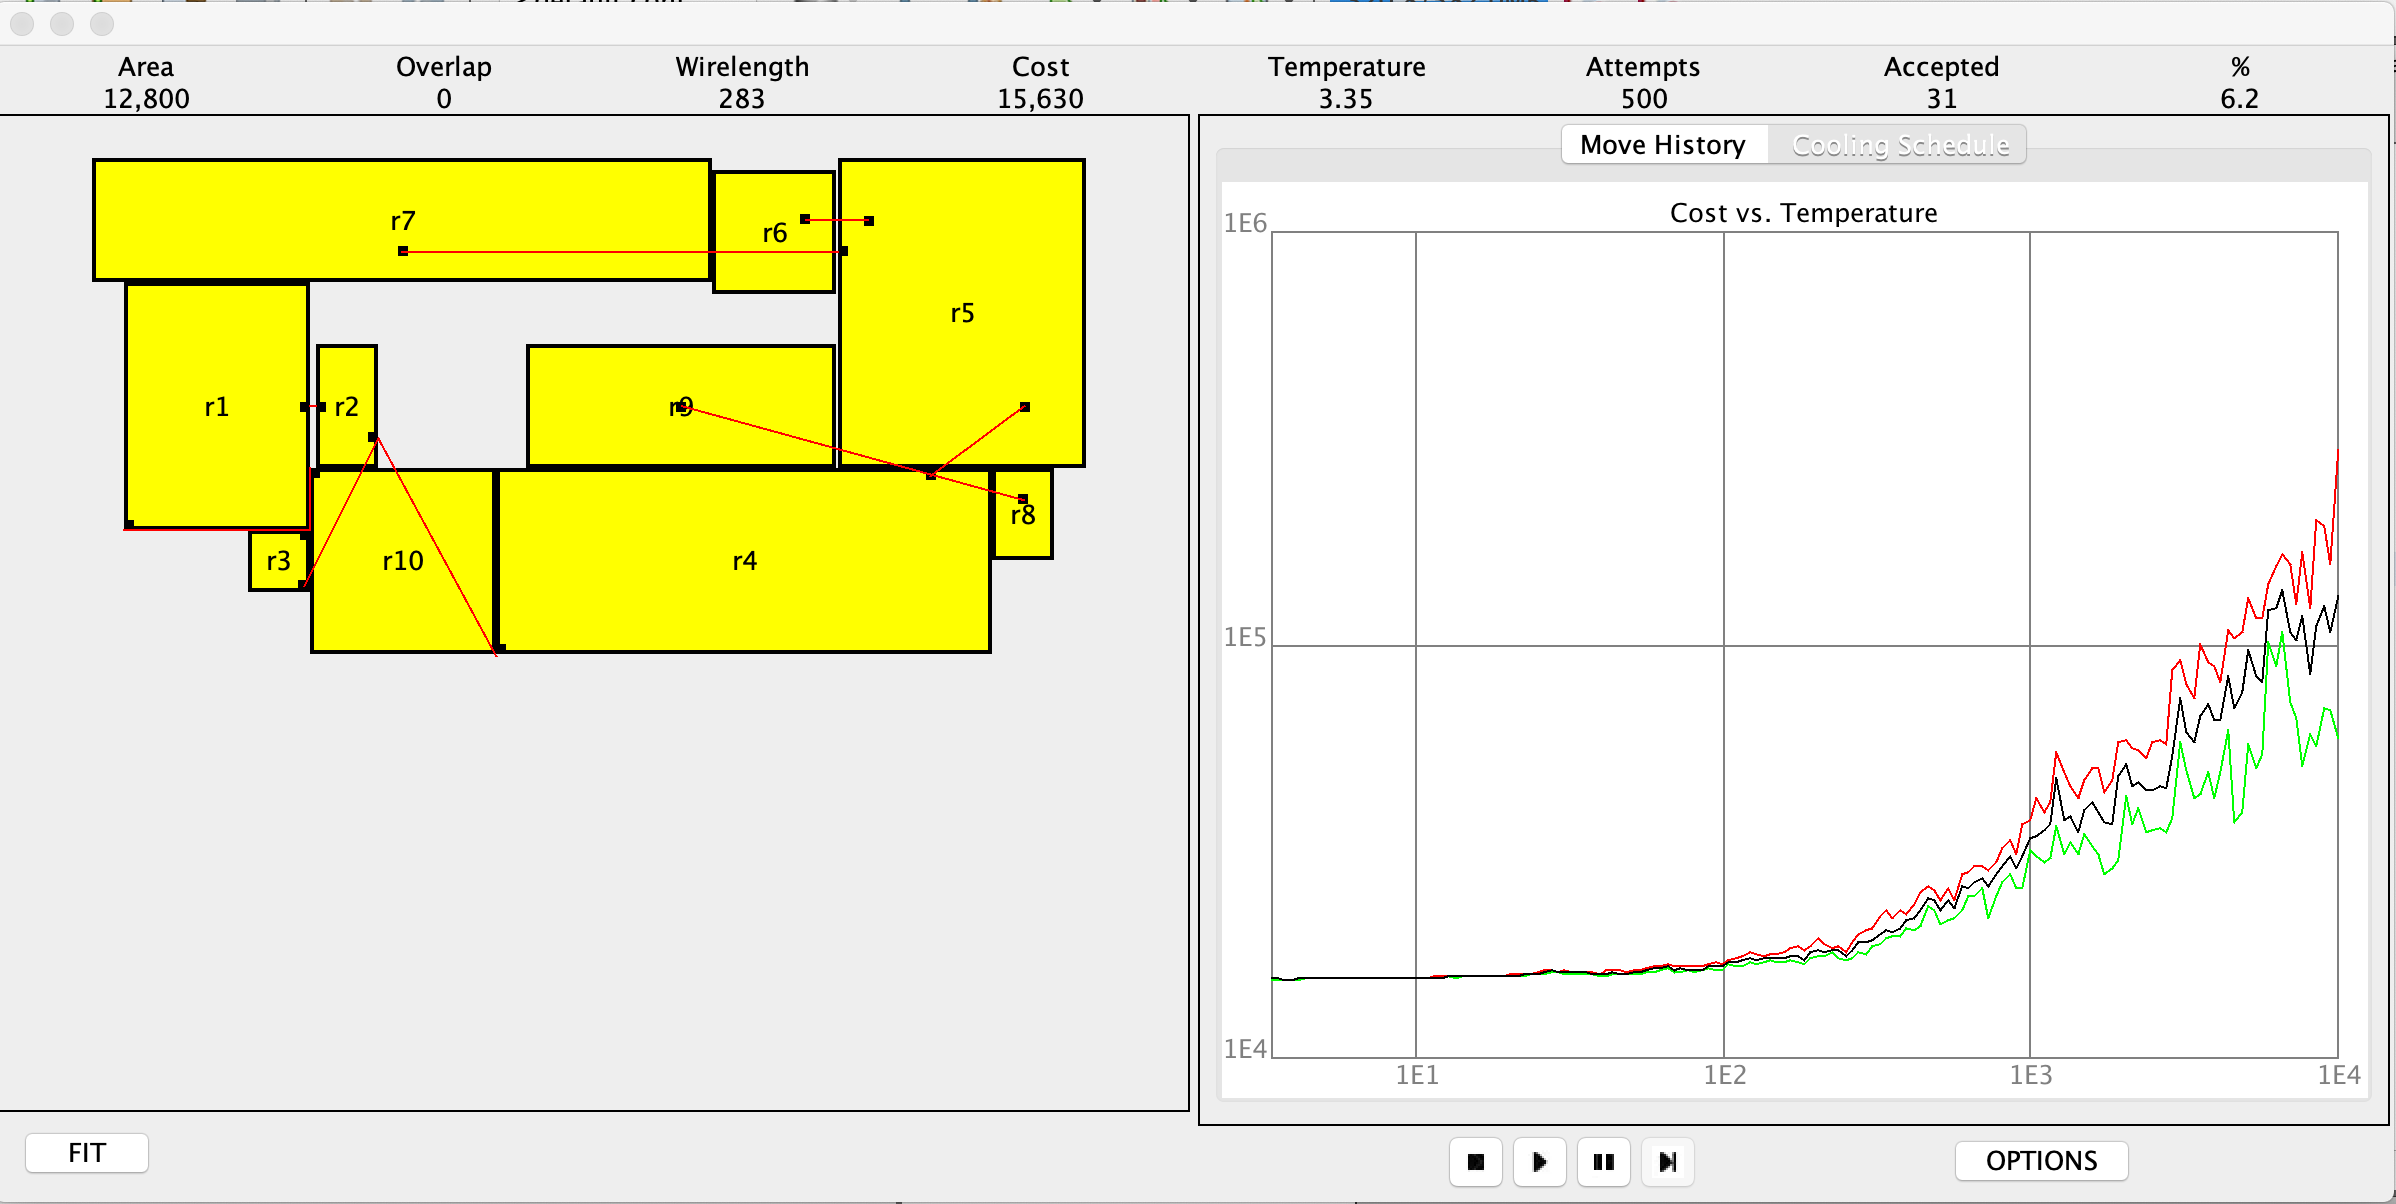 Area Overlap Wirelength Cost Temperature Attempts Accepted %
12,800 0 283 15,630 3.35 500 31 6.2
Move History Cooling Schedule
Cost vs. Temperature
1E6
1E5
1E4
1E1 1E2 1E3 1E4
r7
r6
r5
r1
r2
r9
r8
r3
r10
r4
FIT
OPTIONS